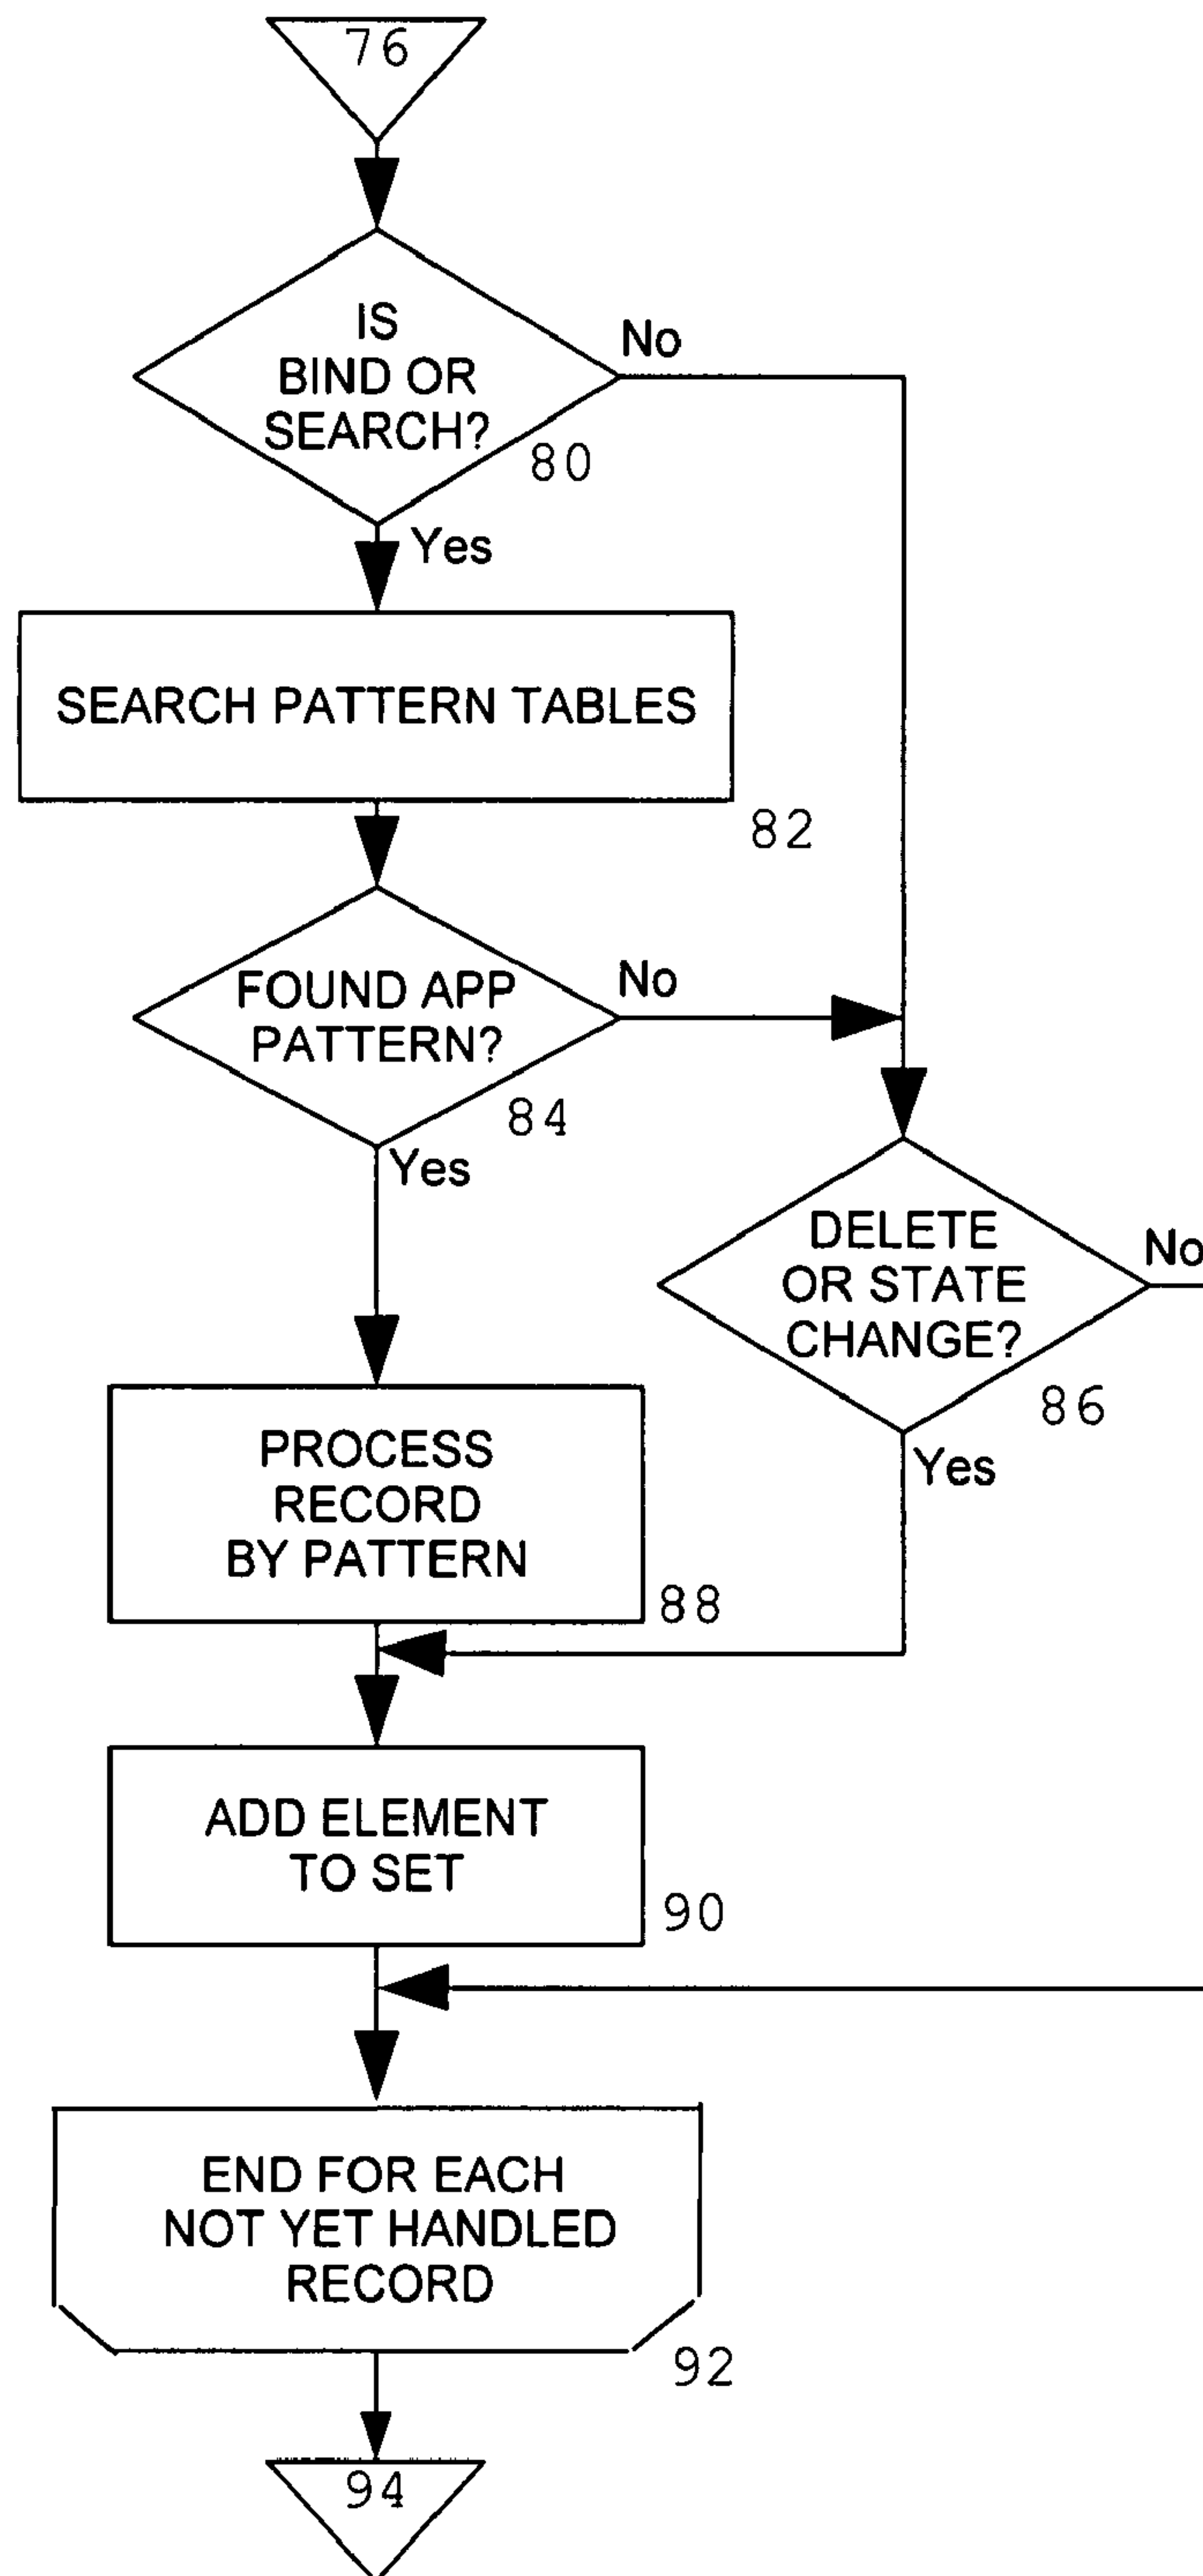 76
IS
BIND OR
SEARCH?
No
80
Yes
SEARCH PATTERN TABLES
82
FOUND APP
PATTERN?
No
84
Yes
DELETE
OR STATE
CHANGE?
No
86
Yes
PROCESS
RECORD
BY PATTERN
88
ADD ELEMENT
TO SET
90
END FOR EACH
NOT YET HANDLED
RECORD
92
94